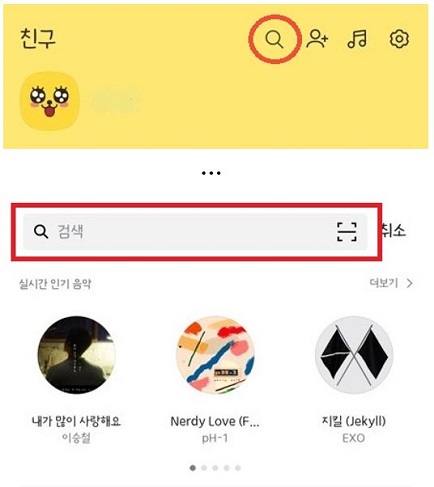 친구
...
검색
취소
실시간 인기 음악
더보기 >
내가 많이 사랑해요
이승철
Nerdy Love (F...
pH-1
지킬 (Jekyll)
EXO